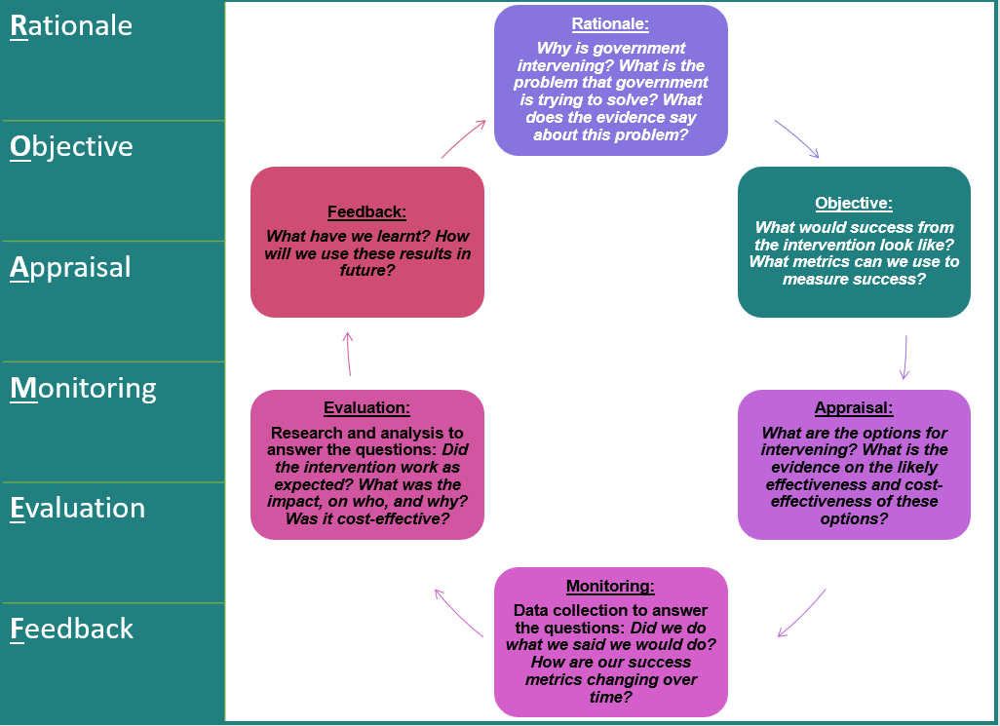 Rationale
Objective
Appraisal
Monitoring
Evaluation
Feedback
Rationale:
Why is government
intervening? What is the
problem that government
is trying to solve? What
does the evidence say
about this problem?
Objective:
What would success from
the intervention look like?
What metrics can we use to
measure success?
Appraisal:
What are the options for
intervening? What is the
evidence on the likely
effectiveness and cost-
effectiveness of these
options?
Monitoring:
Data collection to answer
the questions: Did we do
what we said we would do?
How are our success
metrics changing over
time?
Evaluation:
Research and analysis to
answer the questions: Did
the intervention work as
expected? What was the
impact, on who, and why?
Was it cost-effective?
Feedback:
What have we learnt? How
will we use these results in
future?